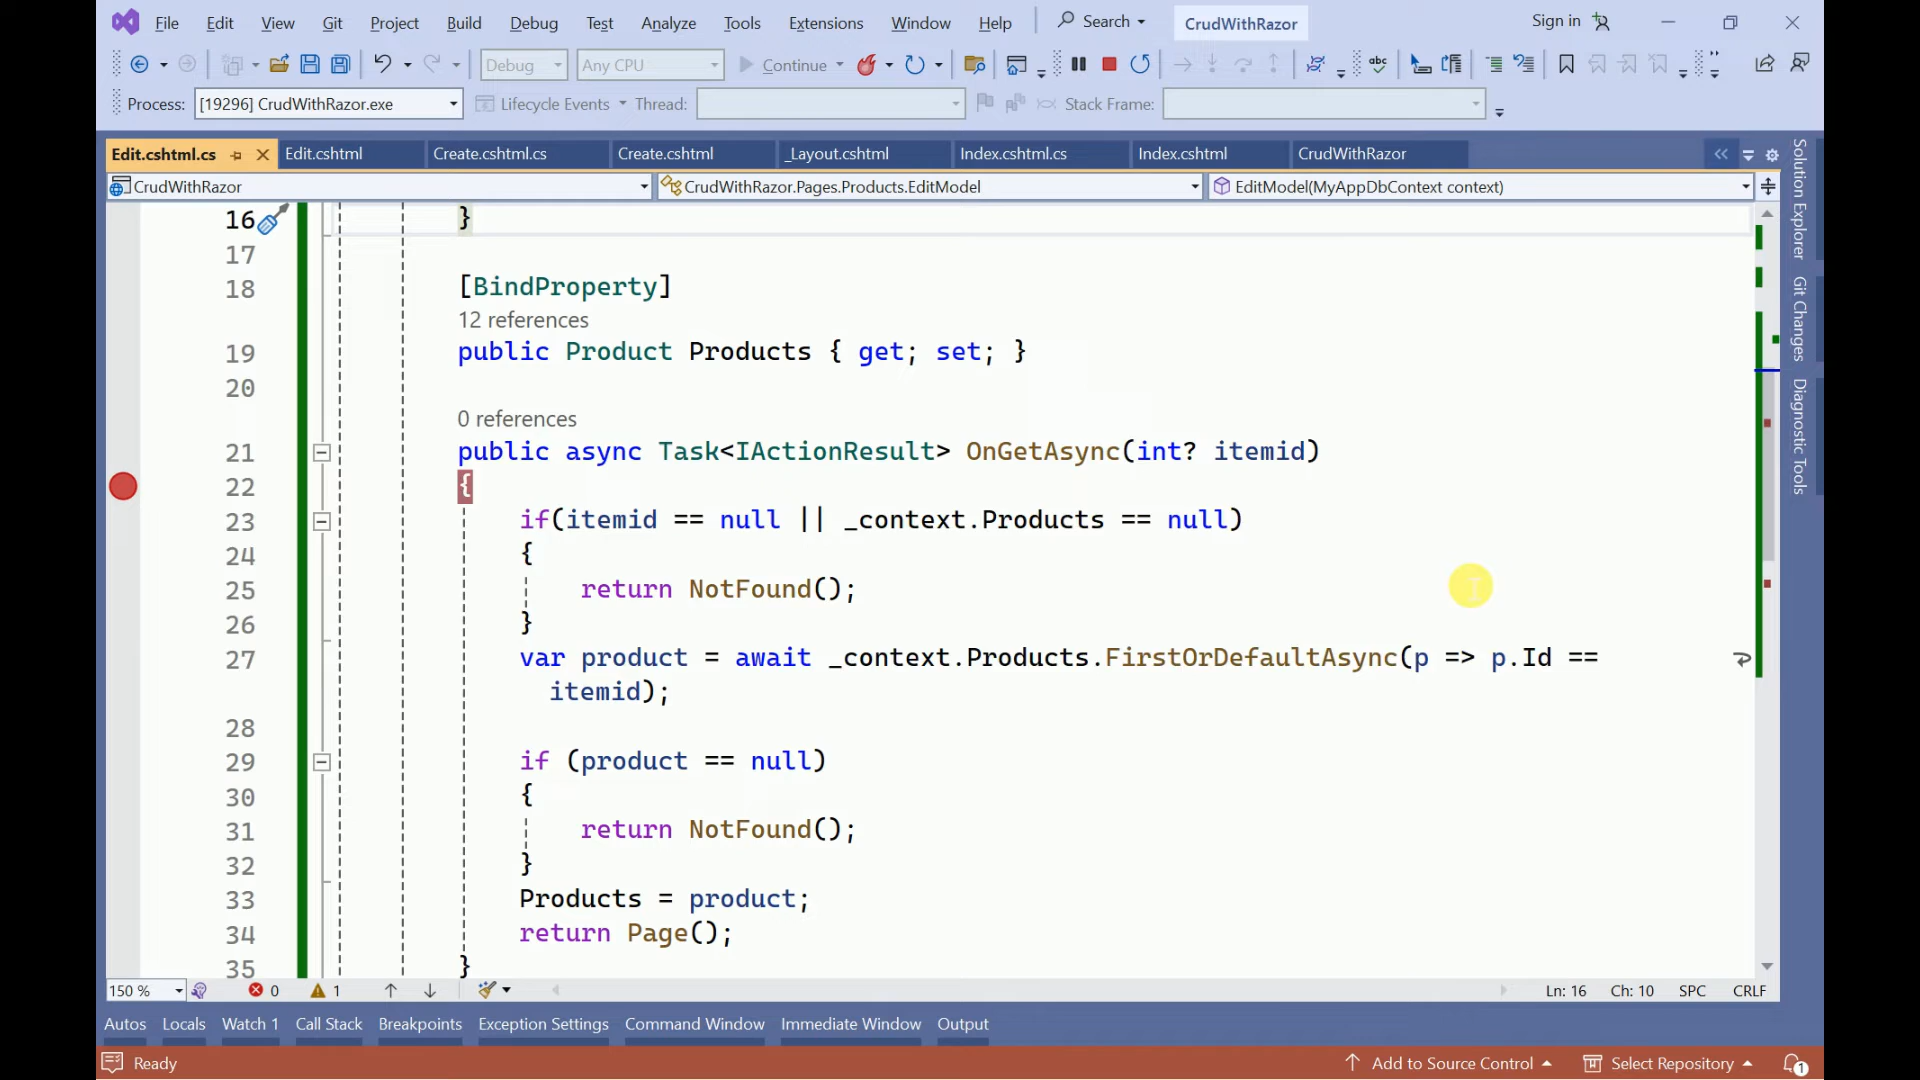 File Edit View Git Project Build Debug Test Analyze Tools Extensions Window Help Search CrudWithRazor Sign in
Debug Any CPU Continue
Process: [19296] CrudWithRazor.exe Lifecycle Events Thread: Stack Frame:
Edit.cshtml.cs Edit.cshtml Create.cshtml.cs Create.cshtml _Layout.cshtml Index.cshtml.cs Index.cshtml CrudWithRazor
CrudWithRazor CrudWithRazor.Pages.Products.EditModel EditModel(MyAppDbContext context)
16 }
17
18 [BindProperty]
12 references
19 public Product Products { get; set; }
20
0 references
21 public async Task<IActionResult> OnGetAsync(int? itemid)
22 {
23 if(itemid == null || _context.Products == null)
24 {
25 return NotFound();
26 }
27 var product = await _context.Products.FirstOrDefaultAsync(p => p.Id ==
itemid);
28
29 if (product == null)
30 {
31 return NotFound();
32 }
33 Products = product;
34 return Page();
35 }
Solution Explorer
Git Changes
Diagnostic Tools
150 % 0 1 Ln: 16 Ch: 10 SPC CRLF
Autos Locals Watch 1 Call Stack Breakpoints Exception Settings Command Window Immediate Window Output
Ready Add to Source Control Select Repository 1